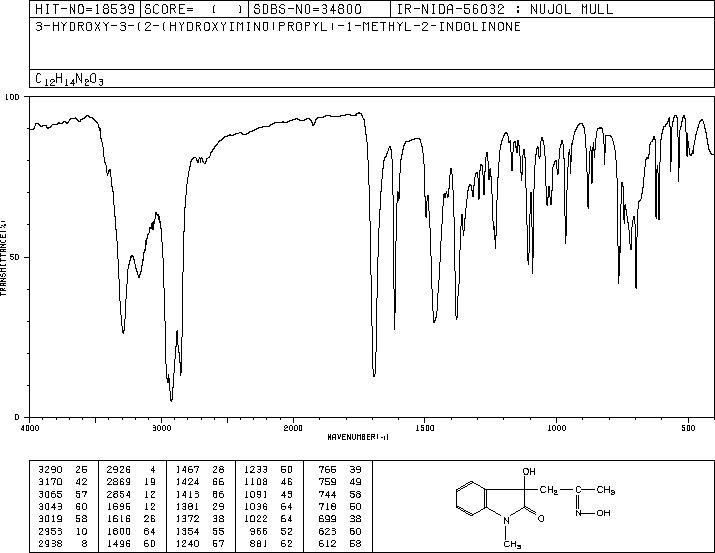 HIT-NO=18539 SCORE= ( ) SDBS-NO=34800 IR-NIDA-56032 : NUJOL MULL
3-HYDROXY-3-(2-(HYDROXYIMINO)PROPYL)-1-METHYL-2-INDOLINONE
C12H14N2O3
100
50
0
TRANSMITTANCE(%)
4000 3000 2000 1500 1000 500
WAVENUMBER(-1)
3290 25 2926 4 1467 28 1233 50 766 39
3170 42 2869 19 1424 66 1108 46 759 49
3065 57 2854 12 1413 66 1091 43 744 58
3043 60 1695 12 1381 29 1036 64 718 50
3019 58 1616 26 1372 38 1022 64 699 38
2953 10 1600 64 1354 55 966 52 623 60
2938 8 1496 60 1240 57 881 62 612 58
OH
CH2 C CH3
N OH
N O
CH3